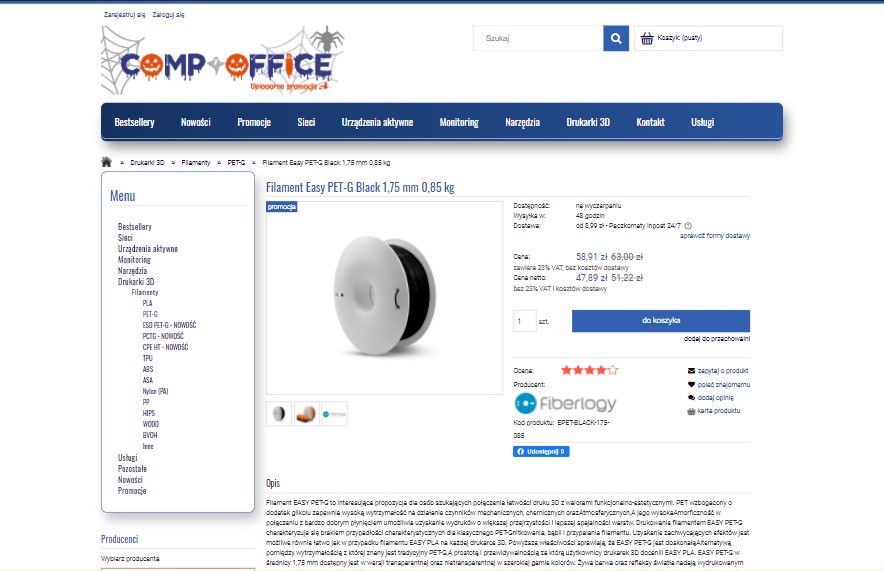 Zarejestruj się Zaloguj się
COMP OFFICE
Upiooorne promocje
Szukaj
Koszyk: (pusty)
Bestsellery Nowości Promocje Sieci Urządzenia aktywne Monitoring Narzędzia Drukarki 3D Kontakt Usługi
» Drukarki 3D » Filamenty » PET-G » Filament Easy PET-G Black 1,75 mm 0,85 kg
Menu
Bestsellery
Sieci
Urządzenia aktywne
Monitoring
Narzędzia
Drukarki 3D
Filamenty
PLA
PET-G
ESD PET-G - NOWOŚĆ
PCTG - NOWOŚĆ
CPE HT - NOWOŚĆ
TPU
ABS
ASA
Nylon (PA)
PP
HIPS
WOOD
BVOH
Inne
Usługi
Pozostałe
Nowości
Promocje
Producenci
Wybierz producenta
Filament Easy PET-G Black 1,75 mm 0,85 kg
promocja
Dostępność: na wyczerpaniu
Wysyłka w: 48 godzin
Dostawa: od 8,99 zł - Paczkomaty Inpost 24/7 ?
sprawdź formy dostawy
Cena: 58,91 zł 63,00 zł
zawiera 23% VAT, bez kosztów dostawy
Cena netto: 47,89 zł 51,22 zł
bez 23% VAT i kosztów dostawy
1 szt. do koszyka
dodaj do przechowalni
Ocena:
Producent:
fiberlogy
Kod produktu: EPET-BLACK-175-
085
Udostępnij 0
zapytaj o produkt
poleć znajomemu
dodaj opinię
karta produktu
Opis
Filament EASY PET-G to interesująca propozycja dla osób szukających połączenia łatwości druku 3D z walorami funkcjonalno-estetycznymi. PET wzbogacony o
dodatek glikolu zapewnia wysoką wytrzymałość na działanie czynników mechanicznych, chemicznych orazAtmosferycznych,A jego wysokaAmorficzność w
połączeniu z bardzo dobrym płynięciem umożliwia uzyskanie wydruków o większej przejrzystości i lepszej spajalności warstw. Drukowanie filamentem EASY PET-G
charakteryzuje się brakiem przypadłości charakterystycznych dla klasycznego PET-Gnitkowania, bąbli i przypalania filamentu. Uzyskanie zachwycających efektów jest
możliwe równie łatwo jak w przypadku filamentu EASY PLA na każdej drukarce 3D. Powyższe właściwości sprawiają, że EASY PET-G jest doskonałąAlternatywą
pomiędzy wytrzymałością z której znany jest tradycyjny PET-G,A prostotą i przewidywalnością za którą użytkownicy drukarek 3D docenili EASY PLA. EASY PET-G w
średnicy 1,75 mm dostępny jest w wersji transparentnej oraz nietransparentnej w szerokiej gamie kolorów. Żywa barwa oraz refleksy światła nadają wydrukowanym